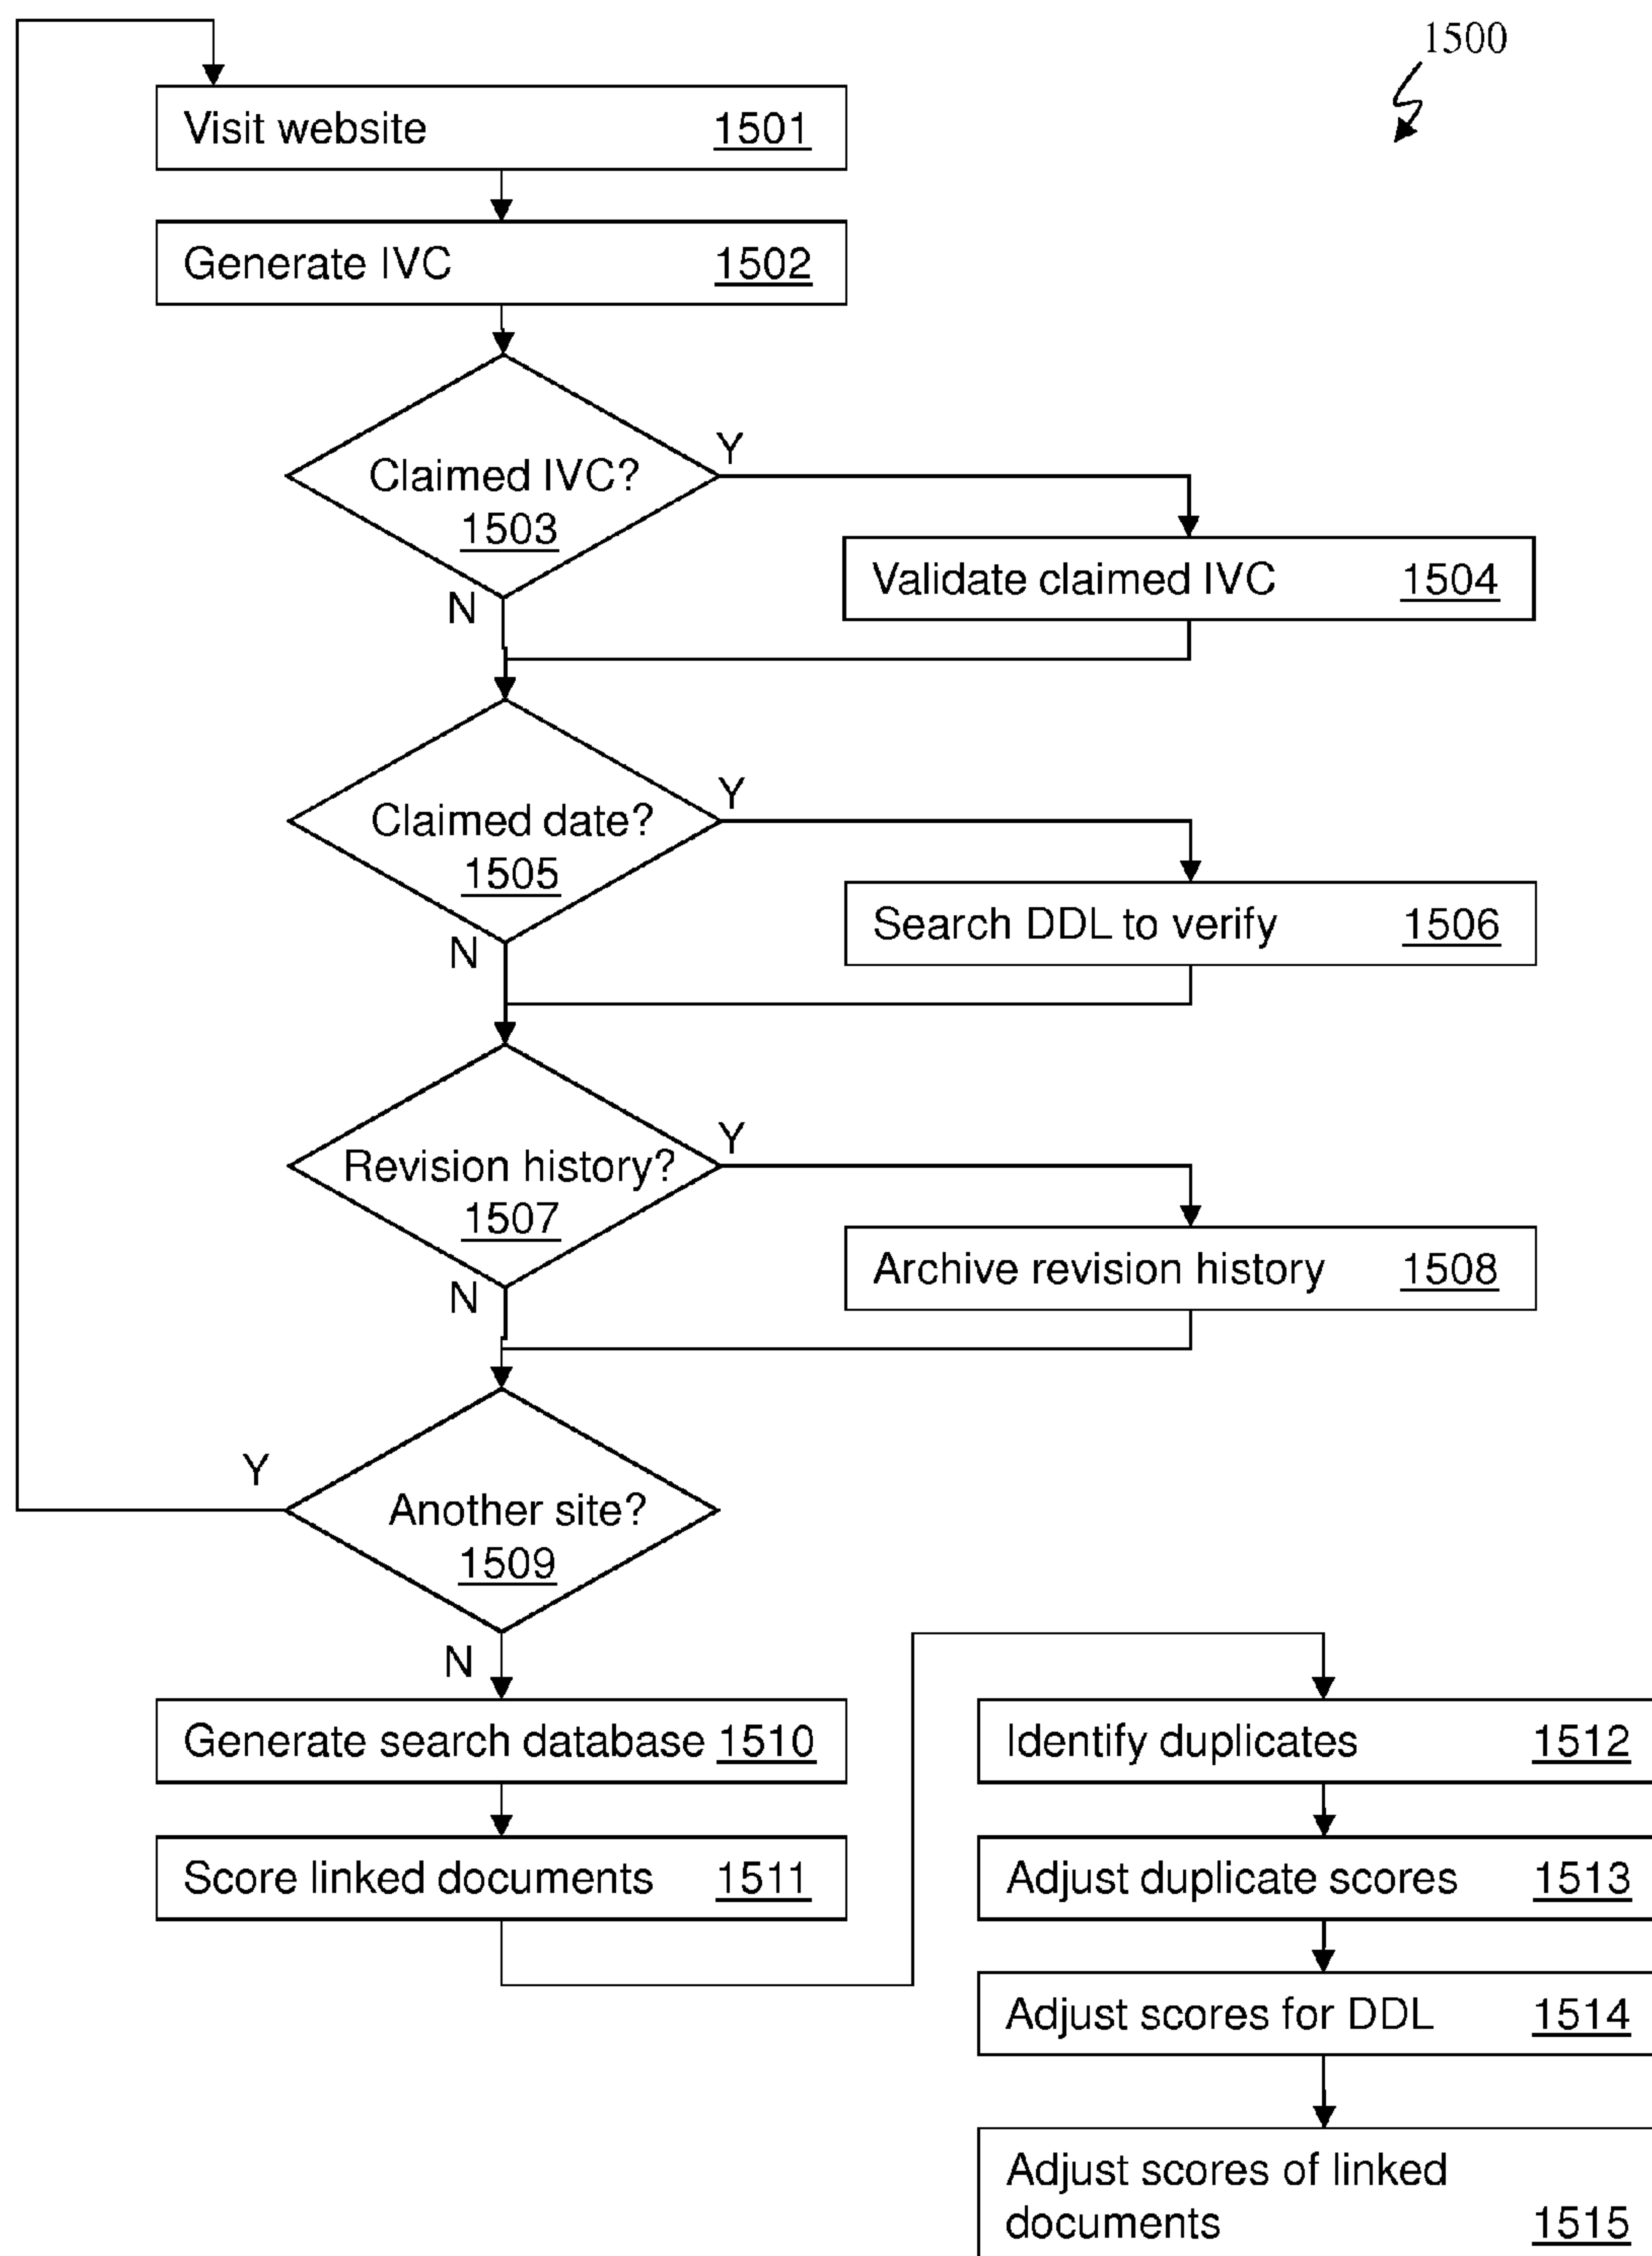 1500
Visit website 1501
Generate IVC 1502
Y
Claimed IVC?
1503
Validate claimed IVC 1504
N
Y
Claimed date?
1505
Search DDL to verify 1506
N
Y
Revision history?
1507
Archive revision history 1508
N
Y
Another site?
1509
N
Generate search database 1510
Score linked documents 1511
Identify duplicates 1512
Adjust duplicate scores 1513
Adjust scores for DDL 1514
Adjust scores of linked
documents 1515